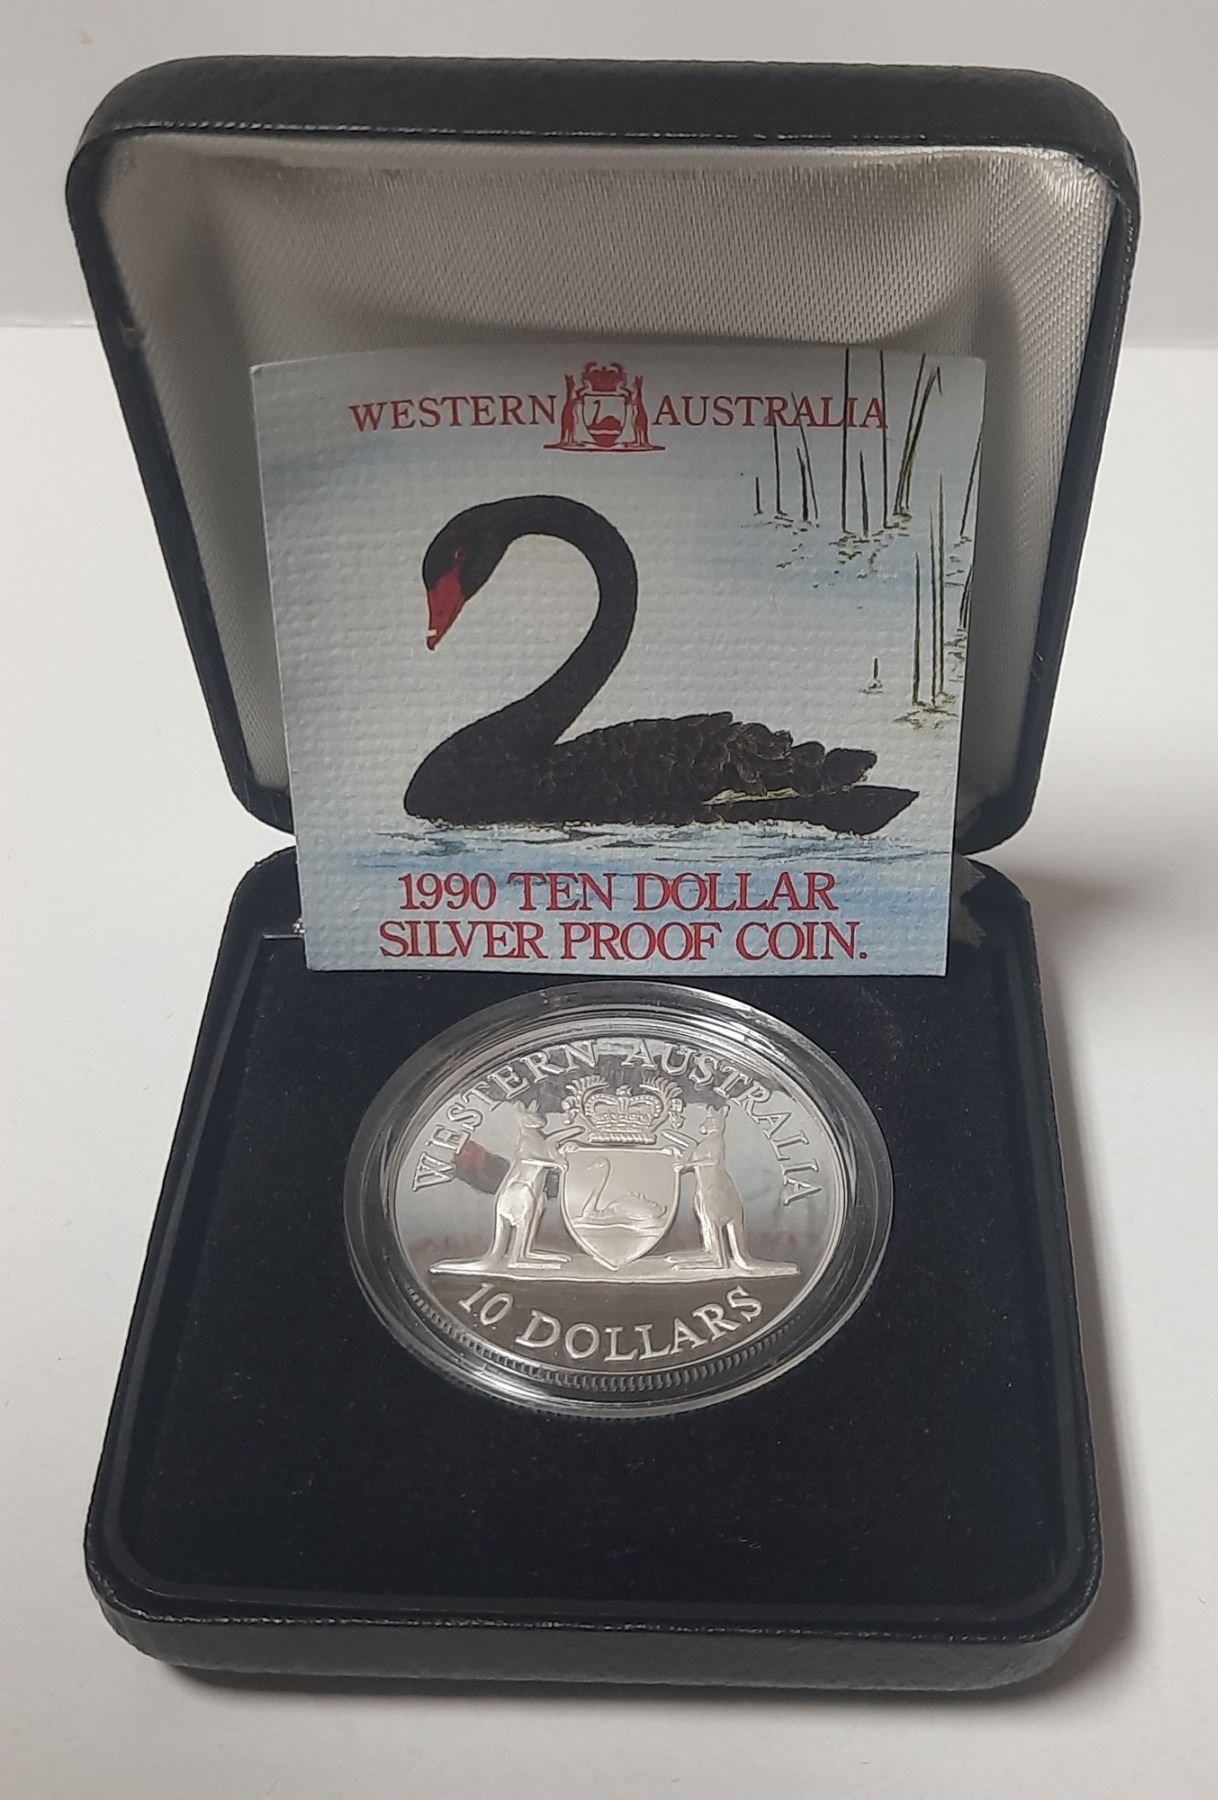 WESTERN AUSTRALIA
1990 TEN DOLLAR
SILVER PROOF COIN.
WESTERN AUSTRALIA
10 DOLLARS